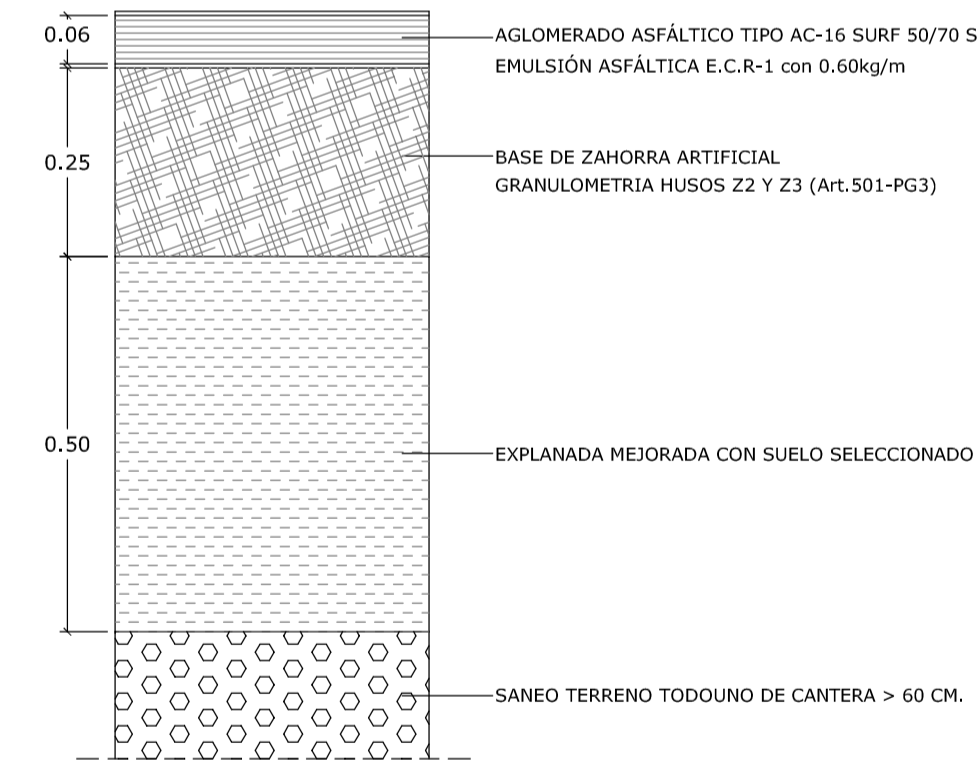 0.06
AGLOMERADO ASFÁLTICO TIPO AC-16 SURF 50/70 S
EMULSIÓN ASFÁLTICA E.C.R-1 con 0.60kg/m
0.25
BASE DE ZAHORRA ARTIFICIAL
GRANULOMETRIA HUSOS Z2 Y Z3 (Art.501-PG3)
0.50
EXPLANADA MEJORADA CON SUELO SELECCIONADO
SANEO TERRENO TODOUNO DE CANTERA > 60 CM.